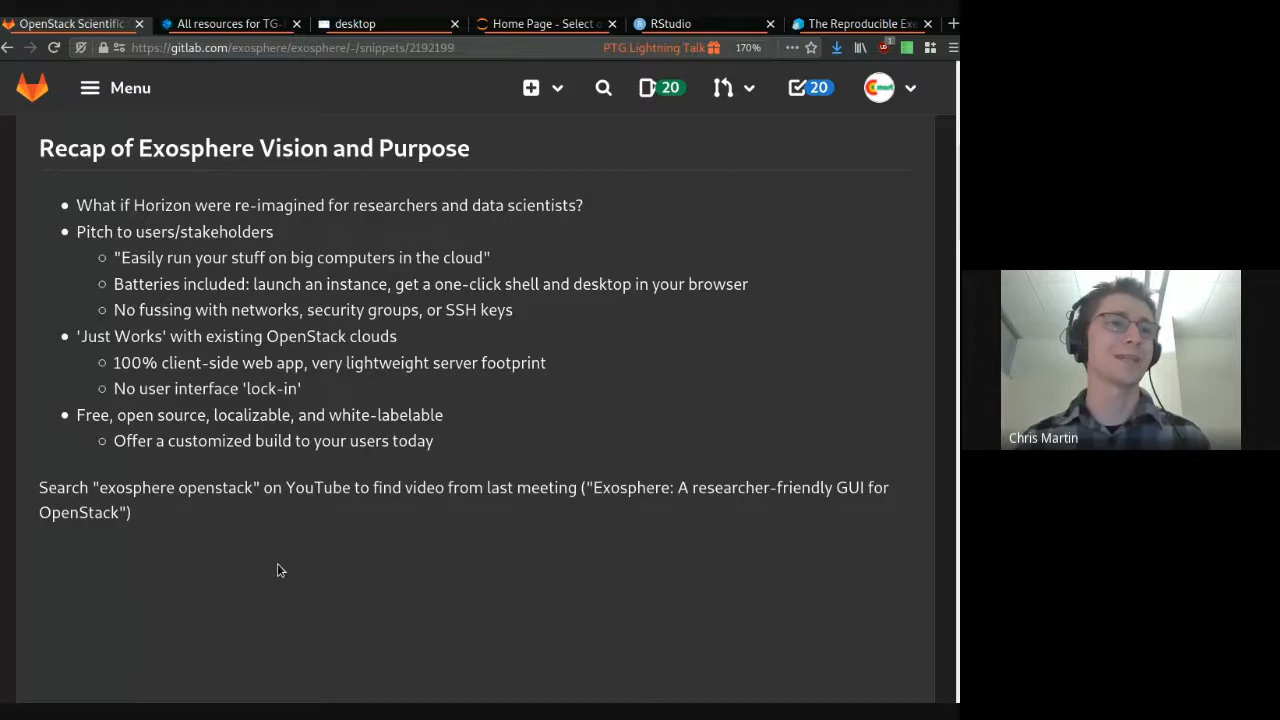 OpenStack Scientific
All resources for TG-
desktop
Home Page - Select
RStudio
The Reproducible Exe
https://gitlab.com/exosphere/exosphere/-/snippets/2192199
PTG Lightning Talk
170%
1
Menu
20
20
Recap of Exosphere Vision and Purpose
What if Horizon were re-imagined for researchers and data scientists?
Pitch to users/stakeholders
"Easily run your stuff on big computers in the cloud"
Batteries included: launch an instance, get a one-click shell and desktop in your browser
No fussing with networks, security groups, or SSH keys
'Just Works' with existing OpenStack clouds
100% client-side web app, very lightweight server footprint
No user interface 'lock-in'
Free, open source, localizable, and white-labelable
Offer a customized build to your users today
Search "exosphere openstack" on YouTube to find video from last meeting ("Exosphere: A researcher-friendly GUI for
OpenStack")
Chris Martin